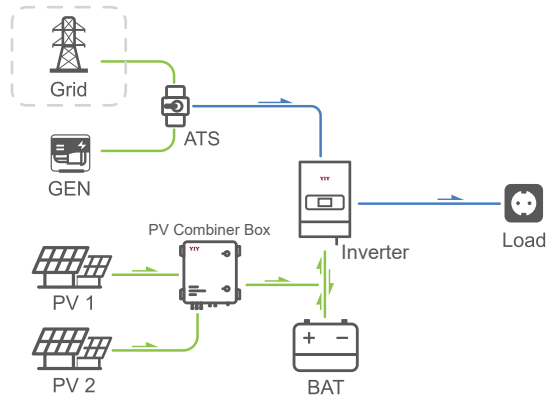 Grid
ATS
GEN
YIY
PV Combiner Box
Inverter
Load
YIY
PV 1
PV 2
BAT